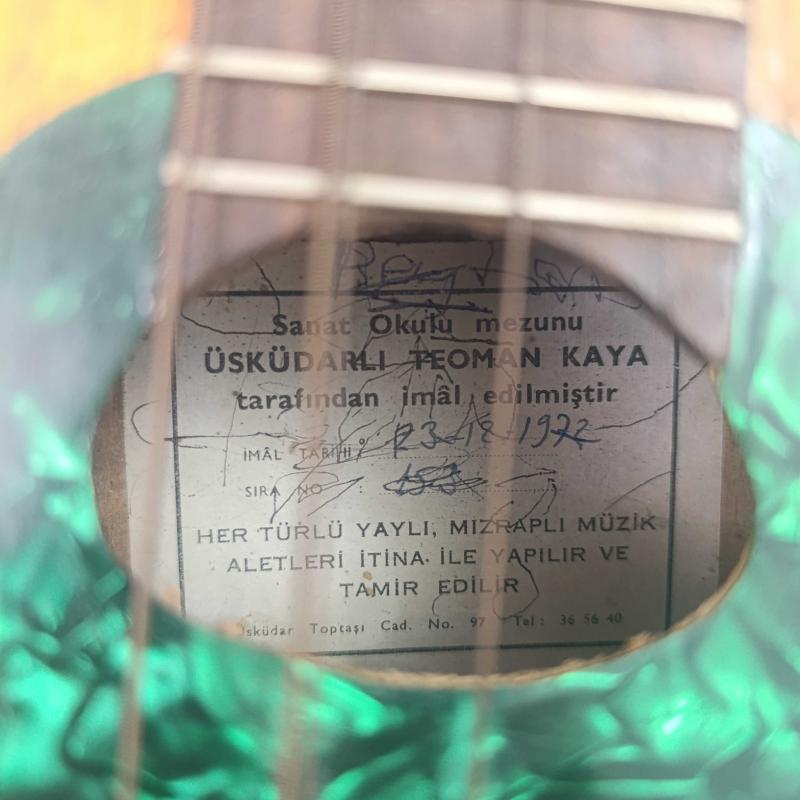 Sanat Okulu mezunu
ÜSKÜDARLI TEOMAN KAYA
tarafından imâl edilmiştir
İMÂL TARİHİ : 23-12-1972
SIRA NO :
HER TÜRLÜ YAYLI, MIZRAPLI MÜZİK
ALETLERİ İTİNA İLE YAPILIR VE
TAMİR EDİLİR
Üsküdar Toptaşı Cad. No. 97 Tel : 36 56 40